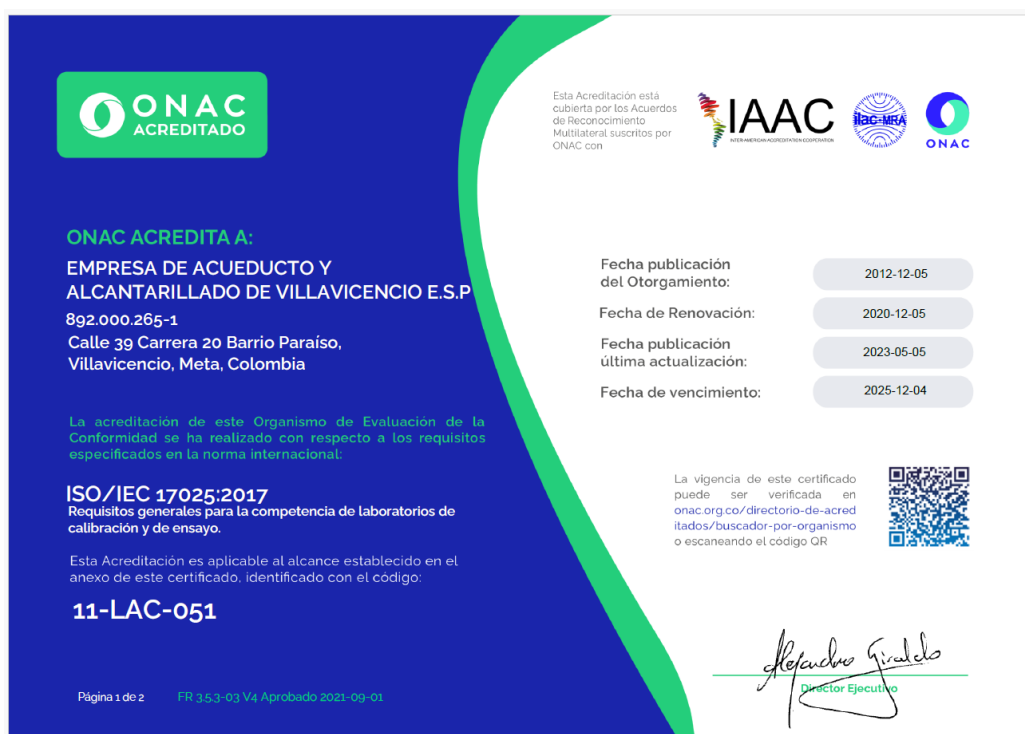 ONAC
ACREDITADO
Esta Acreditación está
cubierta por los Acuerdos
de Reconocimiento
Multilateral suscritos por
ONAC con
IAAC
INTER-AMERICAN ACCREDITATION COOPERATION
ilac-MRA
ONAC
ONAC ACREDITA A:
EMPRESA DE ACUEDUCTO Y
ALCANTARILLADO DE VILLAVICENCIO E.S.P
892.000.265-1
Calle 39 Carrera 20 Barrio Paraíso,
Villavicencio, Meta, Colombia
La acreditación de este Organismo de Evaluación de la
Conformidad se ha realizado con respecto a los requisitos
especificados en la norma internacional:
ISO/IEC 17025:2017
Requisitos generales para la competencia de laboratorios de
calibración y de ensayo.
Esta Acreditación es aplicable al alcance establecido en el
anexo de este certificado, identificado con el código:
11-LAC-051
Página 1 de 2 FR 3.5.3-03 V4 Aprobado 2021-09-01
Fecha publicación
del Otorgamiento: 2012-12-05
Fecha de Renovación: 2020-12-05
Fecha publicación
última actualización: 2023-05-05
Fecha de vencimiento: 2025-12-04
La vigencia de este certificado
puede ser verificada en
onac.org.co/directorio-de-acred
itados/buscador-por-organismo
o escaneando el código QR
Alejandro Giraldo
Director Ejecutivo